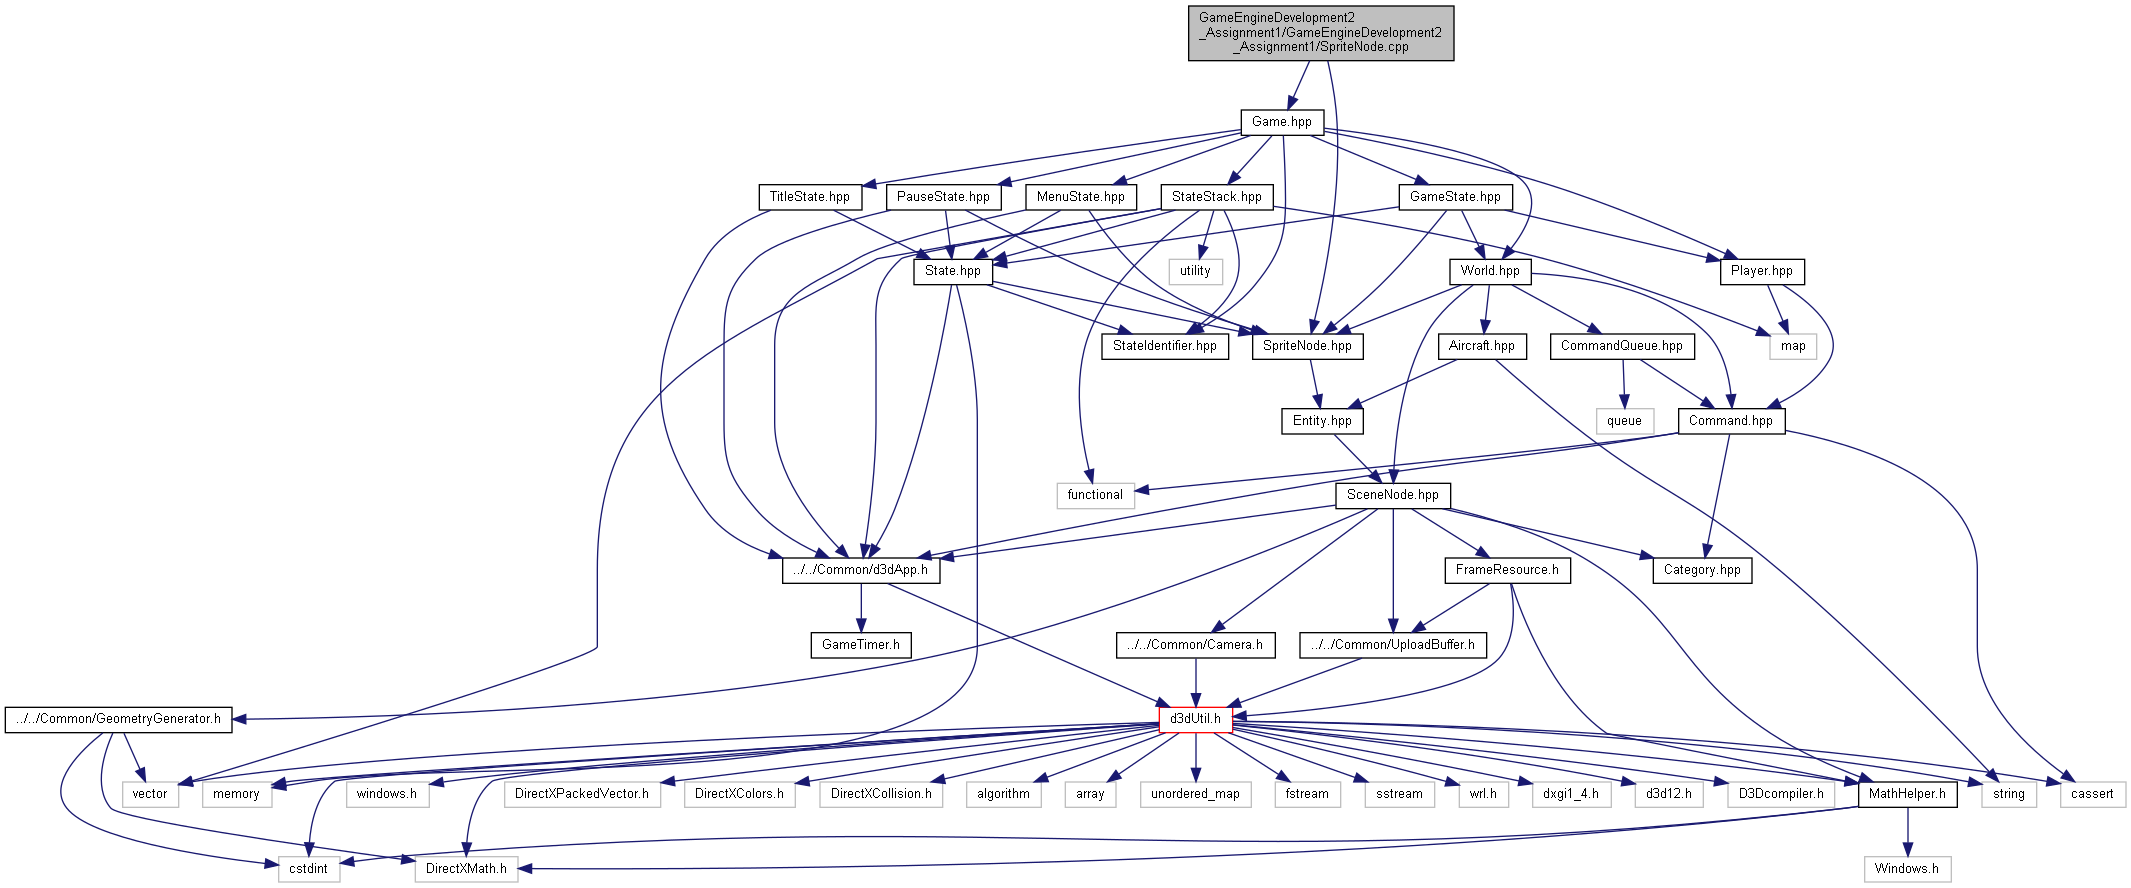 GameEngineDevelopment2
_Assignment1/GameEngineDevelopment2
_Assignment1/SpriteNode.cpp
Game.hpp
TitleState.hpp
PauseState.hpp
MenuState.hpp
StateStack.hpp
GameState.hpp
State.hpp
utility
World.hpp
Player.hpp
StateIdentifier.hpp
SpriteNode.hpp
Aircraft.hpp
CommandQueue.hpp
map
Entity.hpp
queue
Command.hpp
functional
SceneNode.hpp
../../Common/d3dApp.h
FrameResource.h
Category.hpp
GameTimer.h
../../Common/Camera.h
../../Common/UploadBuffer.h
../../Common/GeometryGenerator.h
d3dUtil.h
vector
memory
windows.h
DirectXPackedVector.h
DirectXColors.h
DirectXCollision.h
algorithm
array
unordered_map
fstream
sstream
wrl.h
dxgi1_4.h
d3d12.h
D3Dcompiler.h
MathHelper.h
string
cassert
cstdint
DirectXMath.h
Windows.h